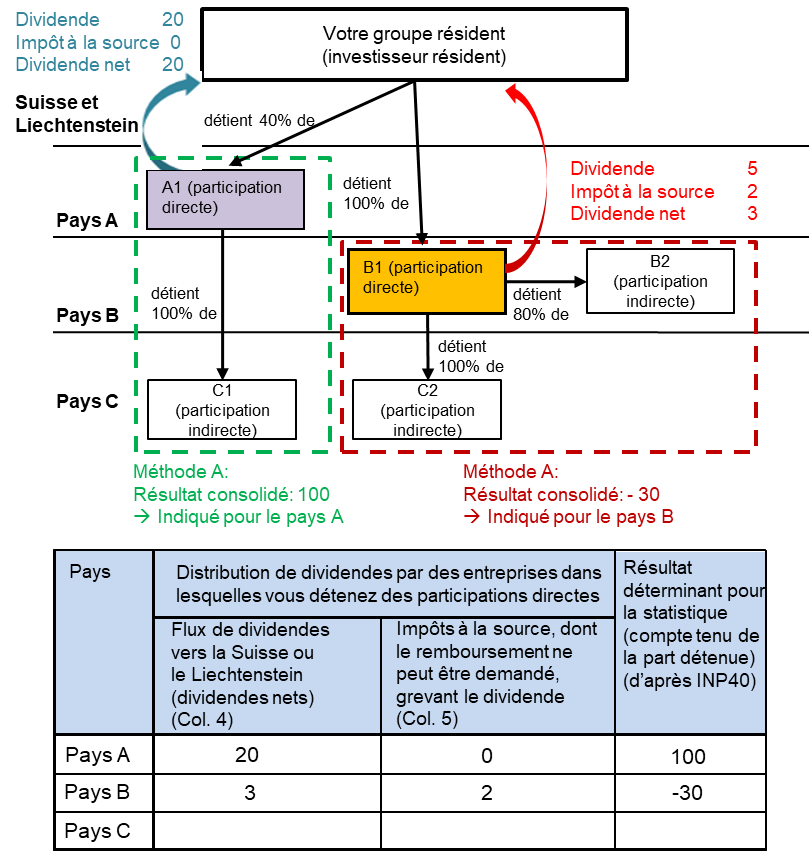 Dividende 20
Impôt à la source 0
Dividende net 20
Votre groupe résident
(investisseur résident)
Suisse et
Liechtenstein
détient 40% de
A1 (participation
directe)
détient
100% de
Dividende 5
Impôt à la source 2
Dividende net 3
Pays A
B1 (participation
directe)
B2
(participation
indirecte)
détient
100% de
détient
80% de
Pays B
détient
100% de
Pays C
C1
(participation
indirecte)
C2
(participation
indirecte)
Méthode A:
Résultat consolidé: 100
→ Indiqué pour le pays A
Méthode A:
Résultat consolidé: - 30
→ Indiqué pour le pays B
Pays
Distribution de dividendes par des entreprises dans
lesquelles vous détenez des participations directes
Résultat
déterminant pour
la statistique
(compte tenu de
la part détenue)
(d'après INP40)
Flux de dividendes
vers la Suisse ou
le Liechtenstein
(dividendes nets)
(Col. 4)
Impôts à la source, dont
le remboursement ne
peut être demandé,
grevant le dividende
(Col. 5)
Pays A 20 0 100
Pays B 3 2 -30
Pays C